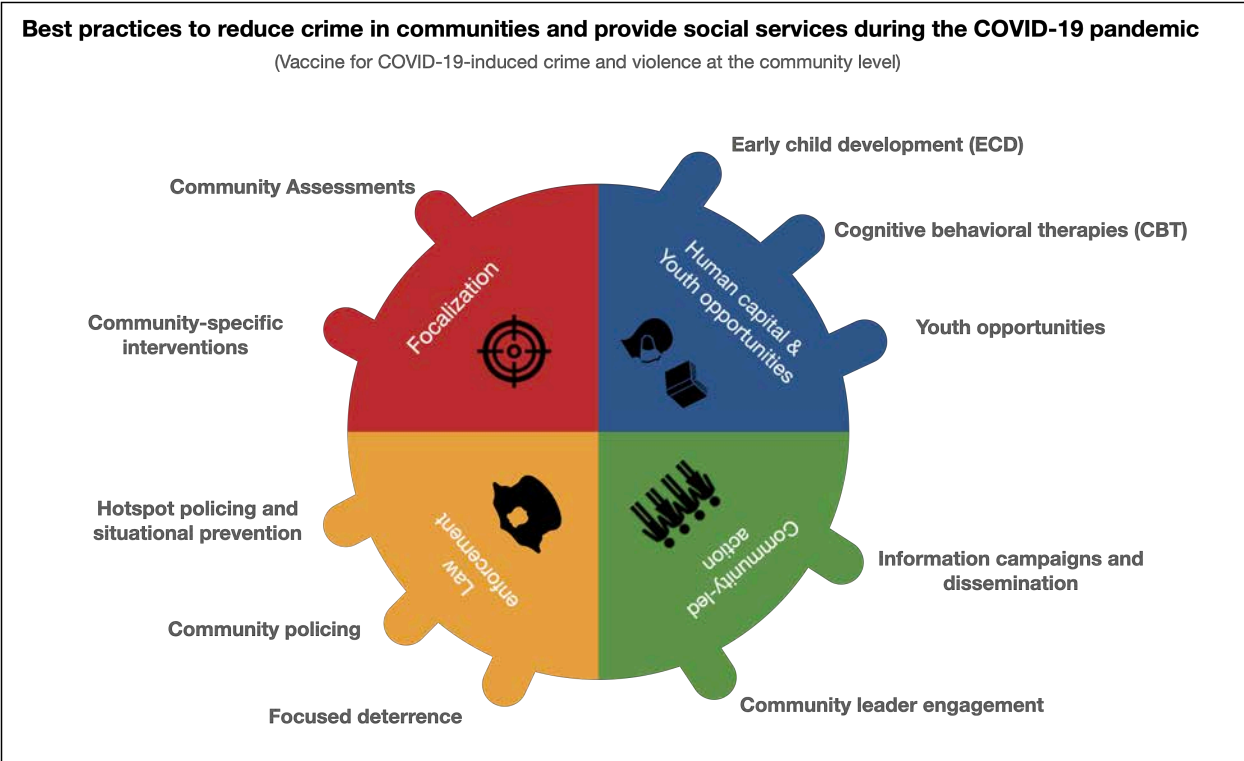 Best practices to reduce crime in communities and provide social services during the COVID-19 pandemic
(Vaccine for COVID-19-induced crime and violence at the community level)
Early child development (ECD)
Community Assessments
Cognitive behavioral therapies (CBT)
Human capital &
Youth opportunities
Focalization
Community-specific
interventions
Youth opportunities
Hotspot policing and
situational prevention
Law
enforcement
Community-led
action
Information campaigns and
dissemination
Community policing
Community leader engagement
Focused deterrence